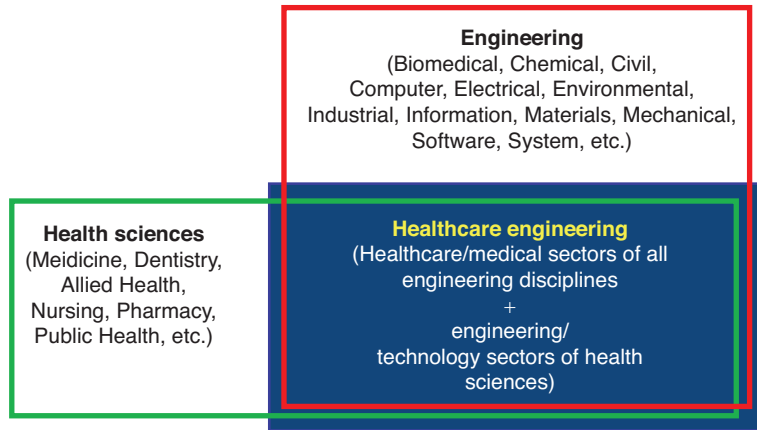 Engineering
(Biomedical, Chemical, Civil,
Computer, Electrical, Environmental,
Industrial, Information, Materials, Mechanical,
Software, System, etc.)
Health sciences
(Meidicine, Dentistry,
Allied Health,
Nursing, Pharmacy,
Public Health, etc.)
Healthcare engineering
(Healthcare/medical sectors of all
engineering disciplines
+
engineering/
technology sectors of health
sciences)